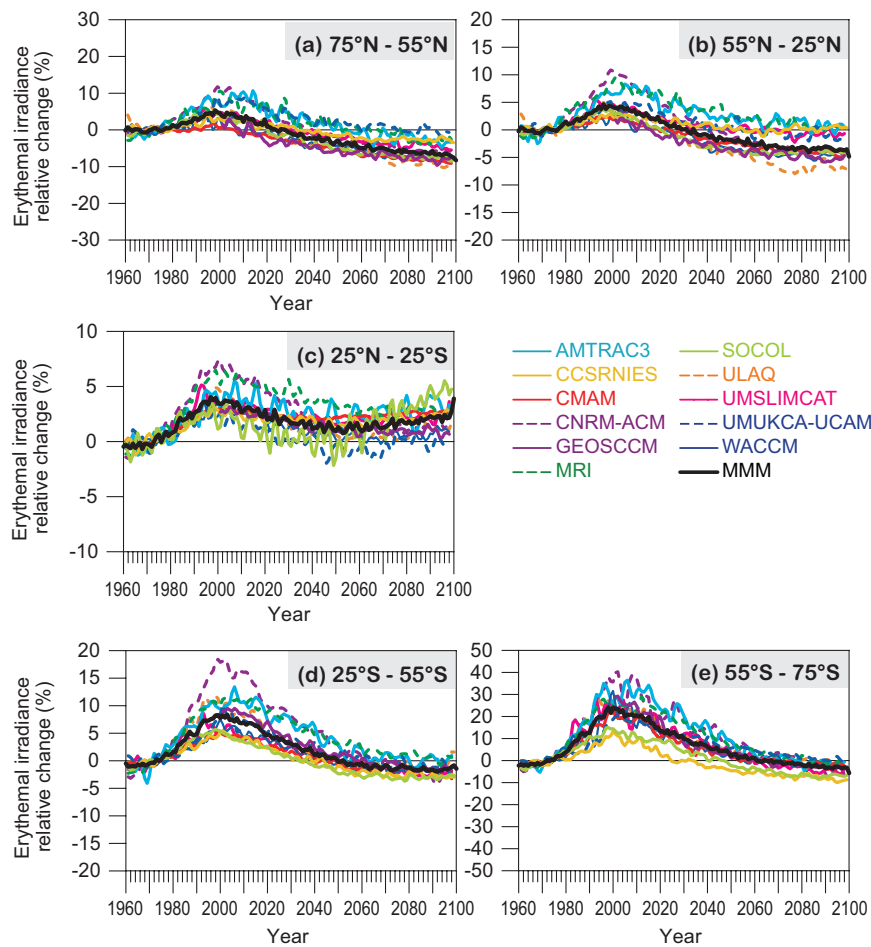 (a) 75°N - 55°N
Erythemal irradiance
relative change (%)
30
20
10
0
-10
-20
-30
1960 1980 2000 2020 2040 2060 2080 2100
Year
(b) 55°N - 25°N
20
15
10
5
0
-5
-10
-15
-20
1960 1980 2000 2020 2040 2060 2080 2100
Year
(c) 25°N - 25°S
Erythemal irradiance
relative change (%)
10
5
0
-5
-10
1960 1980 2000 2020 2040 2060 2080 2100
Year
AMTRAC3
CCSRNIES
CMAM
CNRM-ACM
GEOSCCM
MRI
SOCOL
ULAQ
UMSLIMCAT
UMUKCA-UCAM
WACCM
MMM
(d) 25°S - 55°S
Erythemal irradiance
relative change (%)
20
15
10
5
0
-5
-10
-15
-20
1960 1980 2000 2020 2040 2060 2080 2100
Year
(e) 55°S - 75°S
50
40
30
20
10
0
-10
-20
-30
-40
-50
1960 1980 2000 2020 2040 2060 2080 2100
Year